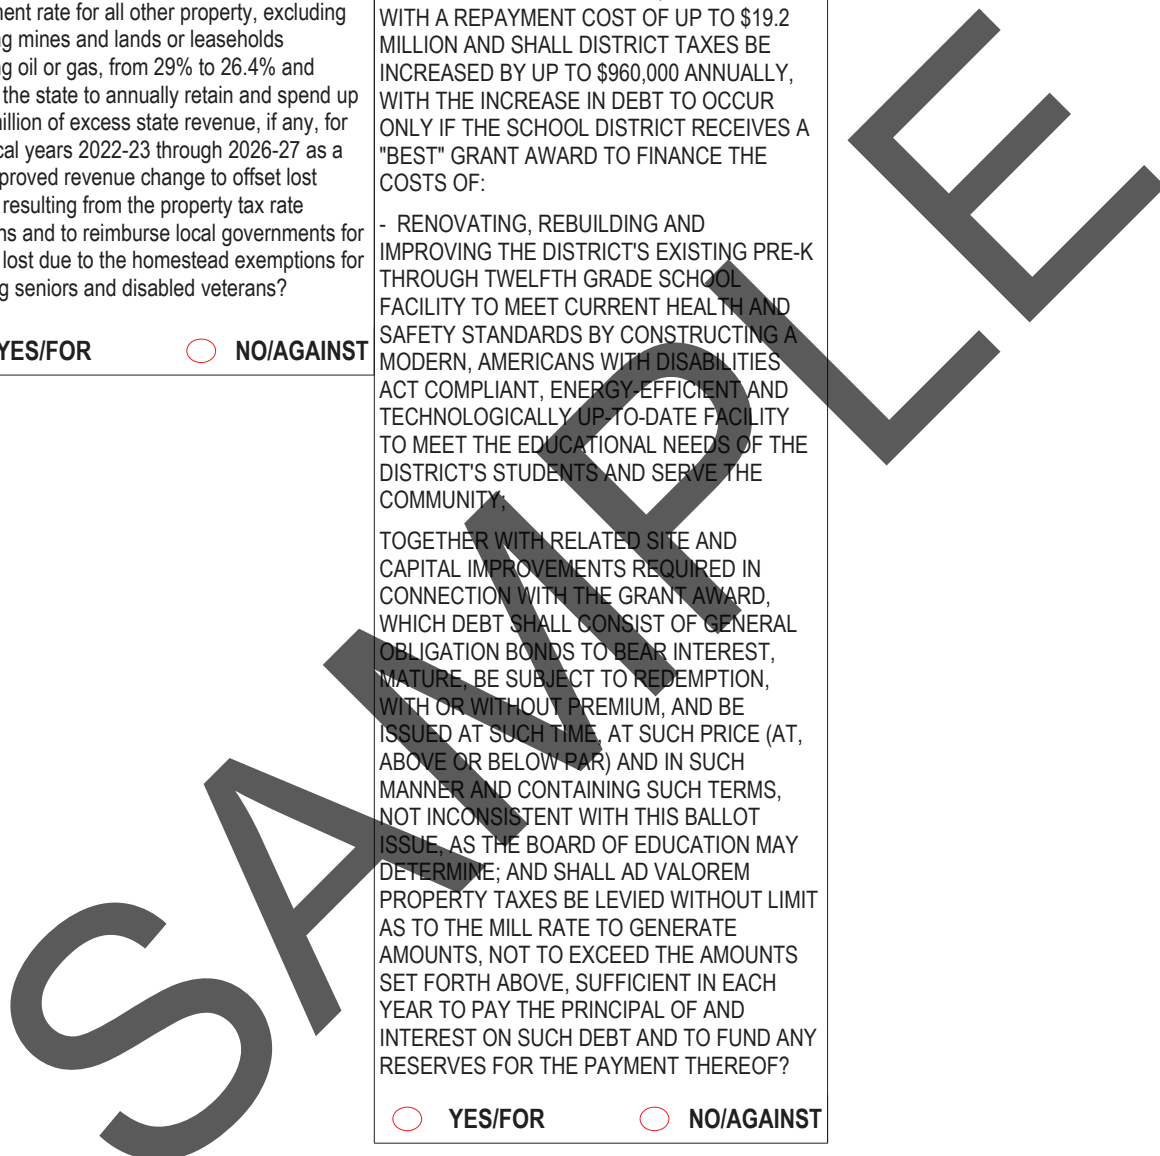 ment rate for all other property, excluding
mines and lands or leaseholds
oil or gas, from 29% to 26.4% and
the state to annually retain and spend up
million of excess state revenue, if any, for
years 2022-23 through 2026-27 as a
revenue change to offset lost
resulting from the property tax rate
and to reimburse local governments for
lost due to the homestead exemptions for
seniors and disabled veterans?
YES/FOR NO/AGAINST
WITH A REPAYMENT COST OF UP TO $19.2
MILLION AND SHALL DISTRICT TAXES BE
INCREASED BY UP TO $960,000 ANNUALLY,
WITH THE INCREASE IN DEBT TO OCCUR
ONLY IF THE SCHOOL DISTRICT RECEIVES A
"BEST" GRANT AWARD TO FINANCE THE
COSTS OF:
- RENOVATING, REBUILDING AND
IMPROVING THE DISTRICT'S EXISTING PRE-K
THROUGH TWELFTH GRADE SCHOOL
FACILITY TO MEET CURRENT HEALTH AND
SAFETY STANDARDS BY CONSTRUCTING A
MODERN, AMERICANS WITH DISABILITIES
ACT COMPLIANT, ENERGY-EFFICIENT AND
TECHNOLOGICALLY UP-TO-DATE FACILITY
TO MEET THE EDUCATIONAL NEEDS OF THE
DISTRICT'S STUDENTS AND SERVE THE
COMMUNITY;
TOGETHER WITH RELATED SITE AND
CAPITAL IMPROVEMENTS REQUIRED IN
CONNECTION WITH THE GRANT AWARD,
WHICH DEBT SHALL CONSIST OF GENERAL
OBLIGATION BONDS TO BEAR INTEREST,
MATURE, BE SUBJECT TO REDEMPTION,
WITH OR WITHOUT PREMIUM, AND BE
ISSUED AT SUCH TIME, AT SUCH PRICE (AT,
ABOVE OR BELOW PAR) AND IN SUCH
MANNER AND CONTAINING SUCH TERMS,
NOT INCONSISTENT WITH THIS BALLOT
ISSUE, AS THE BOARD OF EDUCATION MAY
DETERMINE; AND SHALL AD VALOREM
PROPERTY TAXES BE LEVIED WITHOUT LIMIT
AS TO THE MILL RATE TO GENERATE
AMOUNTS, NOT TO EXCEED THE AMOUNTS
SET FORTH ABOVE, SUFFICIENT IN EACH
YEAR TO PAY THE PRINCIPAL OF AND
INTEREST ON SUCH DEBT AND TO FUND ANY
RESERVES FOR THE PAYMENT THEREOF?
YES/FOR NO/AGAINST
SAMPLE